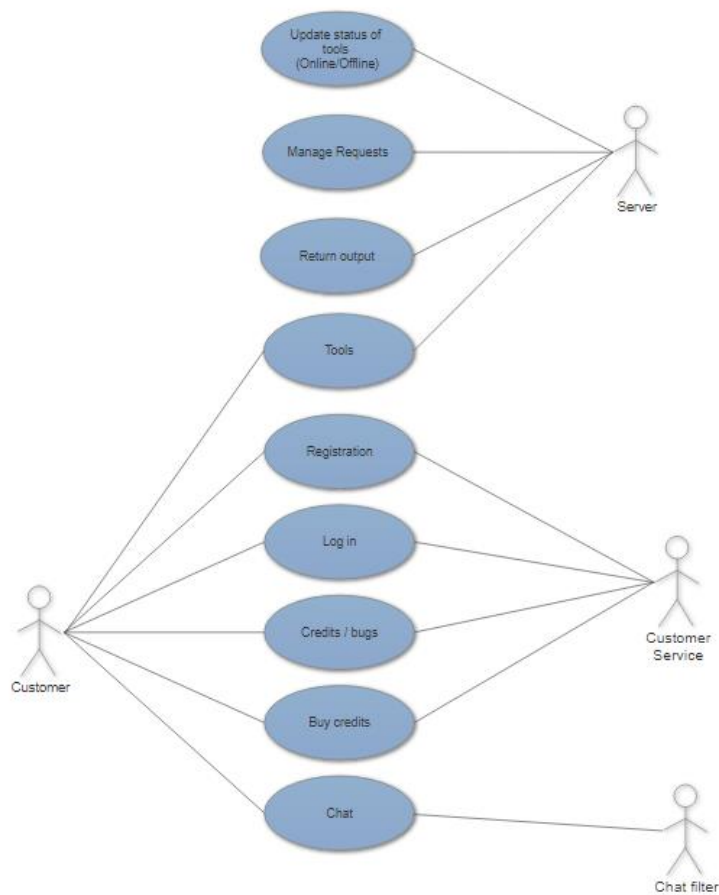 Update status of
tools
(Online/Offline)
Manage Requests
Server
Return output
Tools
Registration
Log in
Customer
Service
Credits / bugs
Customer
Buy credits
Chat
Chat filter